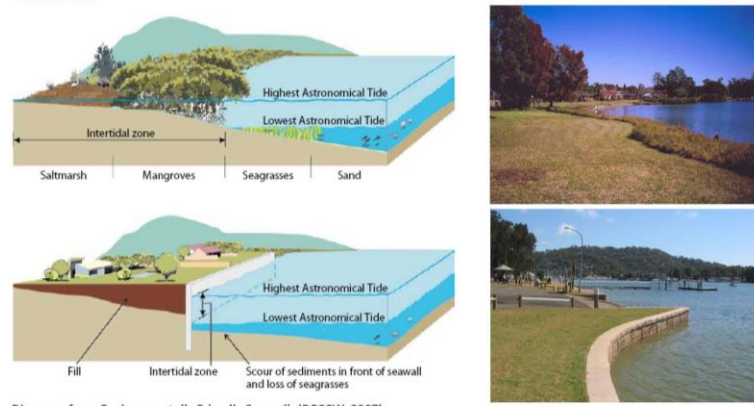 Highest Astronomical Tide
Lowest Astronomical Tide
Intertidal zone
Saltmarsh
Mangroves
Seagrasses
Sand
Highest Astronomical Tide
Lowest Astronomical Tide
Fill
Intertidal zone
Scour of sediments in front of seawall
and loss of seagrasses